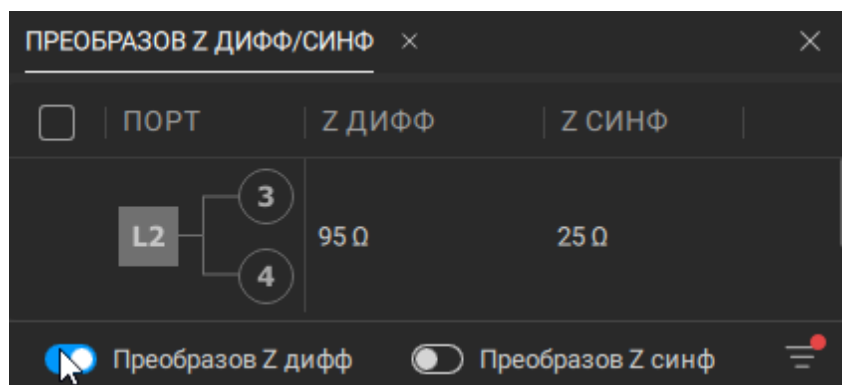 ПРЕОБРАЗОВ Z ДИФФ/СИНФ
ПОРТ Z ДИФФ Z СИНФ
3
L2 95 Ω 25 Ω
4
Преобразов Z дифф Преобразов Z синф